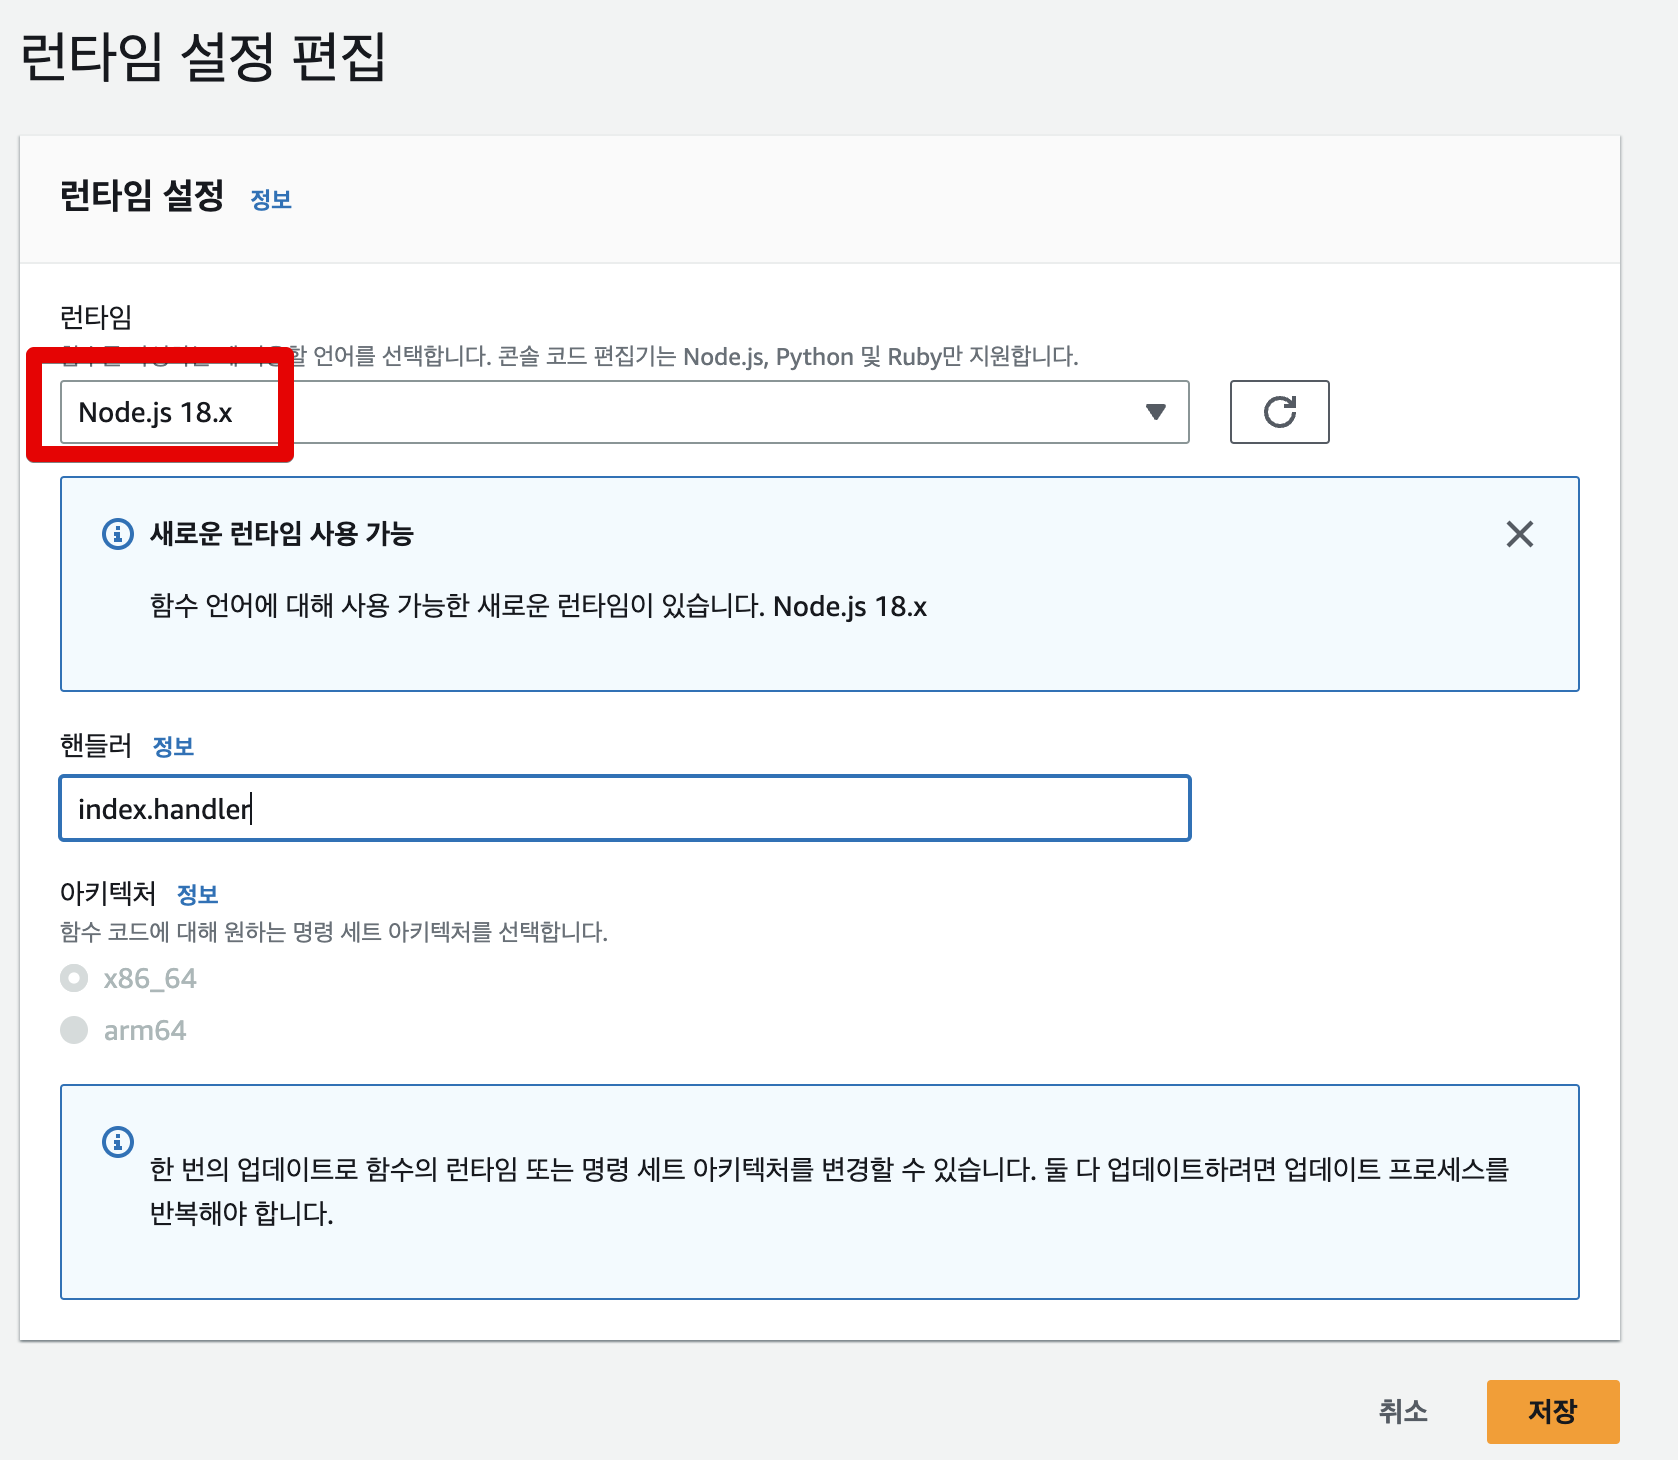 런타임 설정 편집
런타임 설정 정보
런타임
할 언어를 선택합니다. 콘솔 코드 편집기는 Node.js, Python 및 Ruby만 지원합니다.
Node.js 18.x
새로운 런타임 사용 가능
함수 언어에 대해 사용 가능한 새로운 런타임이 있습니다. Node.js 18.x
핸들러 정보
index.handler
아키텍처 정보
함수 코드에 대해 원하는 명령 세트 아키텍처를 선택합니다.
x86_64
arm64
한 번의 업데이트로 함수의 런타임 또는 명령 세트 아키텍처를 변경할 수 있습니다. 둘 다 업데이트하려면 업데이트 프로세스를
반복해야 합니다.
취소 저장